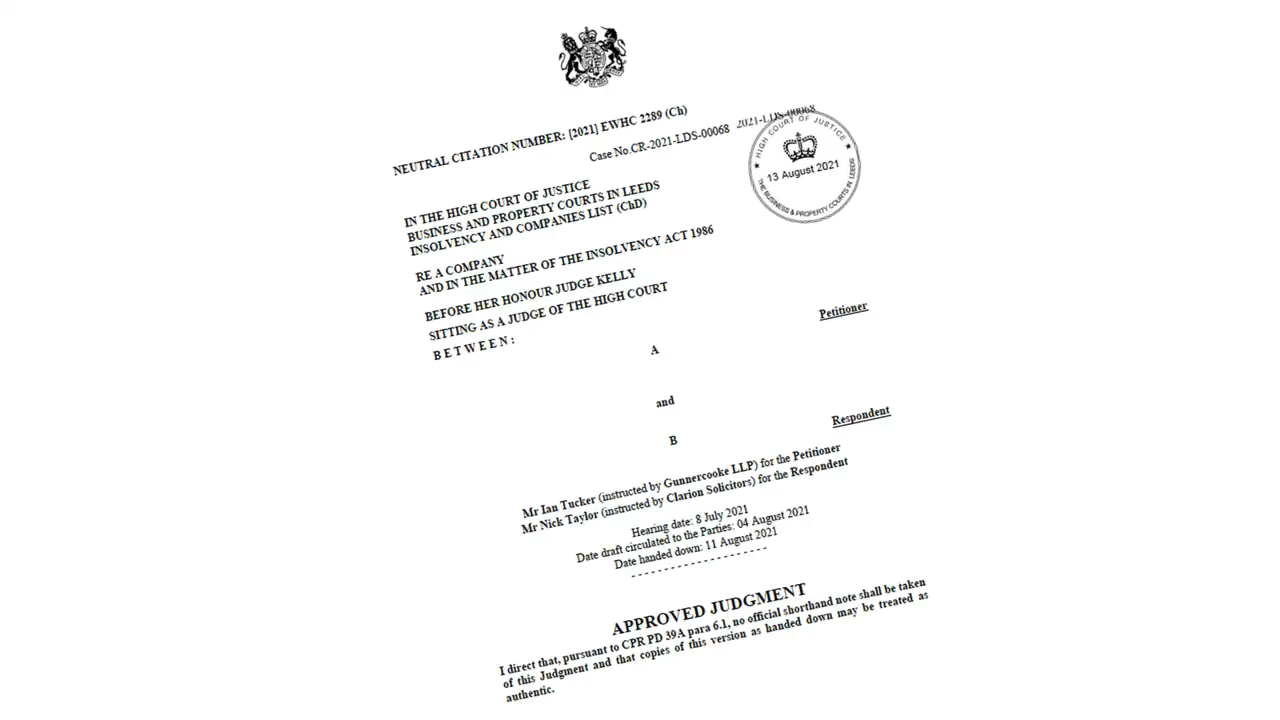 NEUTRAL CITATION NUMBER: [2021] EWHC 2289 (Ch)
Case No.CR-2021-LDS-00068
2021-LDS-00068
HIGH COURT OF JUSTICE
13 August 2021
THE BUSINESS & PROPERTY COURTS IN LEEDS
IN THE HIGH COURT OF JUSTICE
BUSINESS AND PROPERTY COURTS IN LEEDS
INSOLVENCY AND COMPANIES LIST (ChD)
RE A COMPANY
AND IN THE MATTER OF THE INSOLVENCY ACT 1986
BEFORE HER HONOUR JUDGE KELLY
SITTING AS A JUDGE OF THE HIGH COURT
B E T W E E N :
Petitioner
A
and
Respondent
B
Mr Ian Tucker (instructed by Gunnercooke LLP) for the Petitioner
Mr Nick Taylor (instructed by Clarion Solicitors) for the Respondent
Hearing date: 8 July 2021
Date draft circulated to the Parties: 04 August 2021
Date handed down: 11 August 2021
- - - - - - - - - - - - - - - - - - - - -
APPROVED JUDGMENT
I direct that, pursuant to CPR PD 39A para 6.1, no official shorthand note shall be taken
of this Judgment and that copies of this version as handed down may be treated as
authentic.